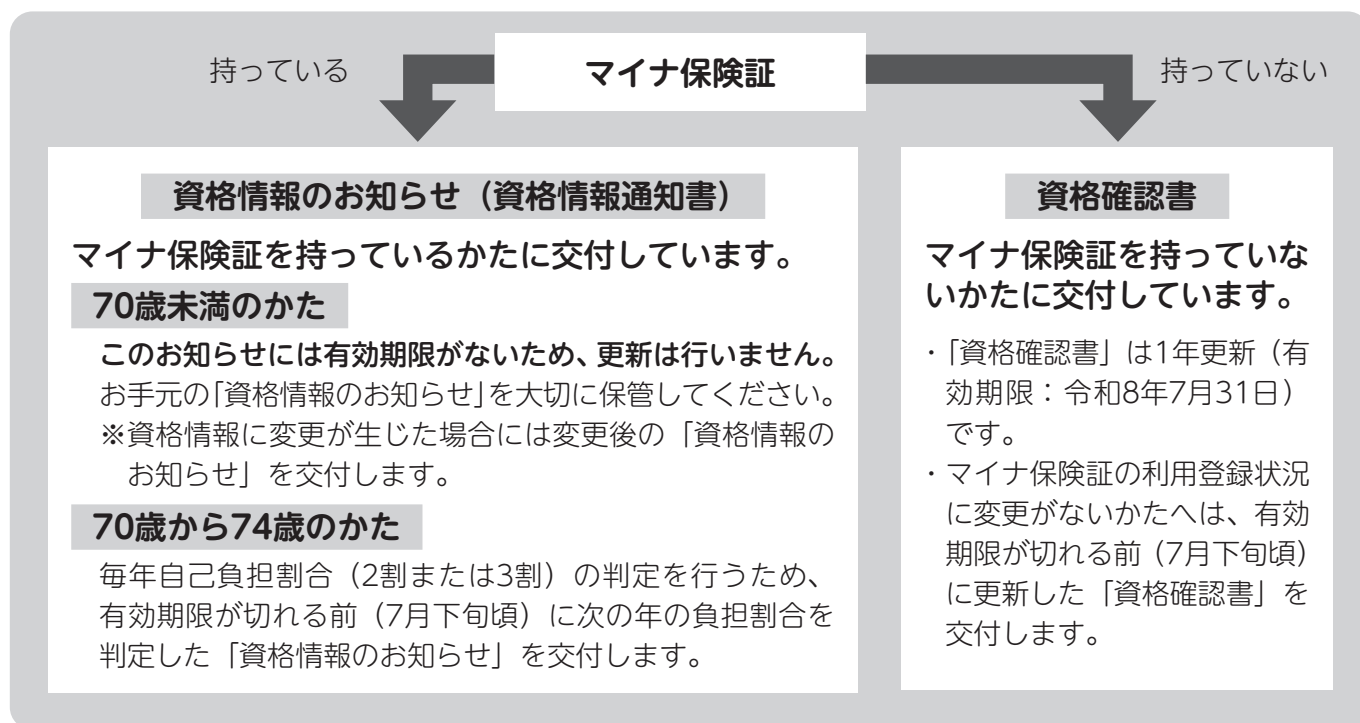 持っている
マイナ保険証
持っていない
資格情報のお知らせ（資格情報通知書）
マイナ保険証を持っているかたに交付しています。
70歳未満のかた
このお知らせには有効期限がないため、更新は行いません。
お手元の「資格情報のお知らせ」を大切に保管してください。
※資格情報に変更が生じた場合には変更後の「資格情報の
お知らせ」を交付します。
70歳から74歳のかた
毎年自己負担割合（2割または3割）の判定を行うため、
有効期限が切れる前（7月下旬頃）に次の年の負担割合を
判定した「資格情報のお知らせ」を交付します。
資格確認書
マイナ保険証を持っていな
いかたに交付しています。
・「資格確認書」は1年更新（有
効期限：令和8年7月31日）
です。
・マイナ保険証の利用登録状況
に変更がないかたへは、有効
期限が切れる前（7月下旬頃）
に更新した「資格確認書」を
交付します。